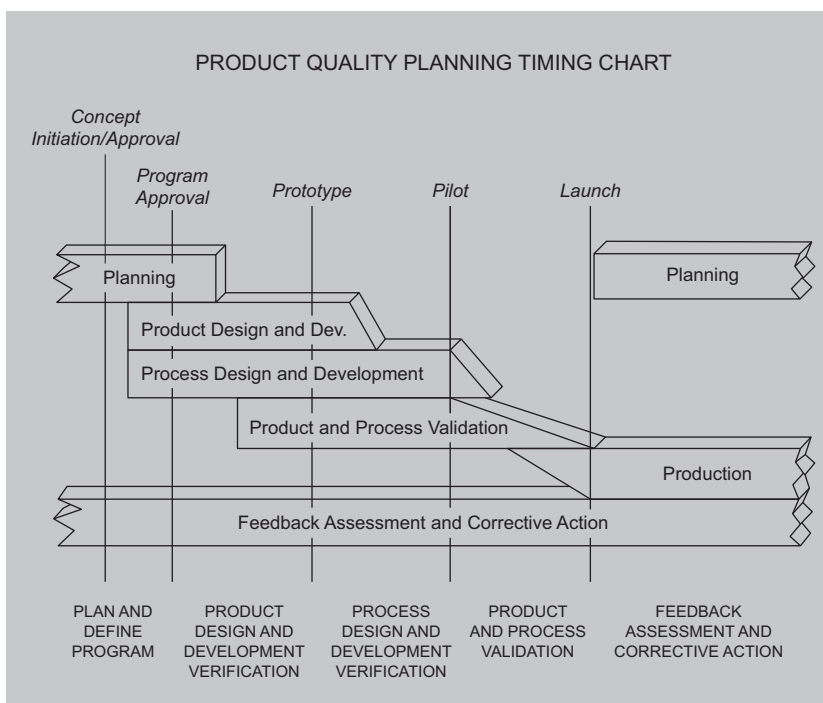 PRODUCT QUALITY PLANNING TIMING CHART
Concept
Initiation/Approval
Program
Approval
Prototype
Pilot
Launch
Planning
Planning
Product Design and Dev.
Process Design and Development
Product and Process Validation
Production
Feedback Assessment and Corrective Action
PLAN AND
DEFINE
PROGRAM
PRODUCT
DESIGN AND
DEVELOPMENT
VERIFICATION
PROCESS
DESIGN AND
DEVELOPMENT
VERIFICATION
PRODUCT
AND PROCESS
VALIDATION
FEEDBACK
ASSESSMENT AND
CORRECTIVE ACTION